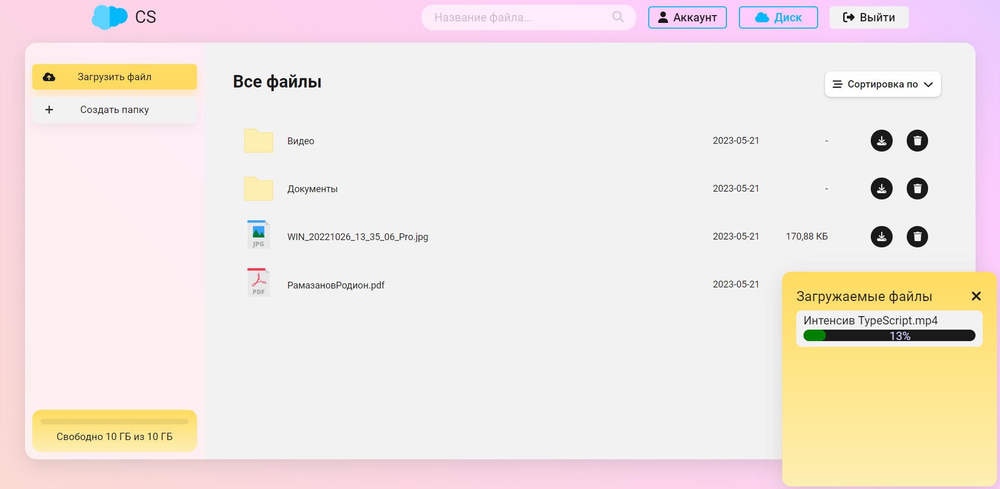 CS
Название файла...
Аккаунт
Диск
Выйти
Загрузить файл
Создать папку
Все файлы
Сортировка по
Видео 2023-05-21 -
Документы 2023-05-21 -
JPG WIN_20221026_13_35_06_Pro.jpg 2023-05-21 170,88 КБ
PDF РамазановРодион.pdf 2023-05-21
Загружаемые файлы
Интенсив TypeScript.mp4
13%
Свободно 10 ГБ из 10 ГБ